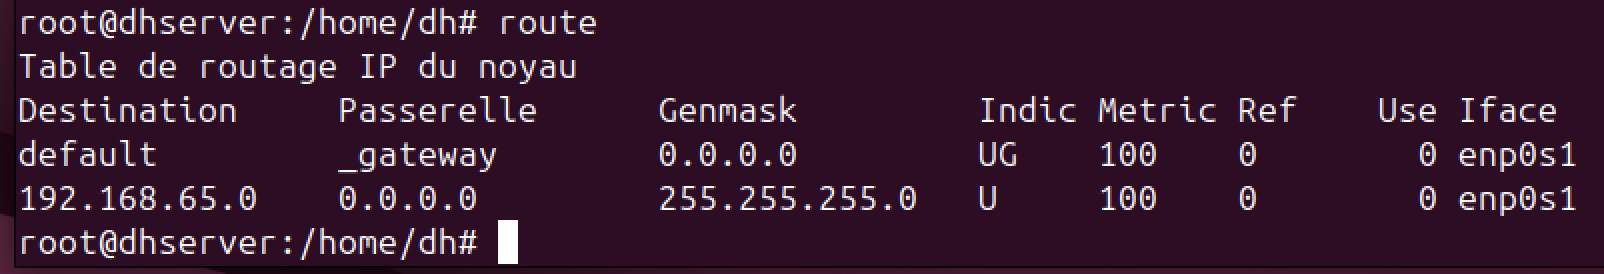 root@dhserver:/home/dh# route
Table de routage IP du noyau
Destination     Passerelle      Genmask         Indic Metric Ref    Use Iface
default         _gateway        0.0.0.0         UG    100    0        0 enp0s1
192.168.65.0    0.0.0.0         255.255.255.0   U     100    0        0 enp0s1
root@dhserver:/home/dh#